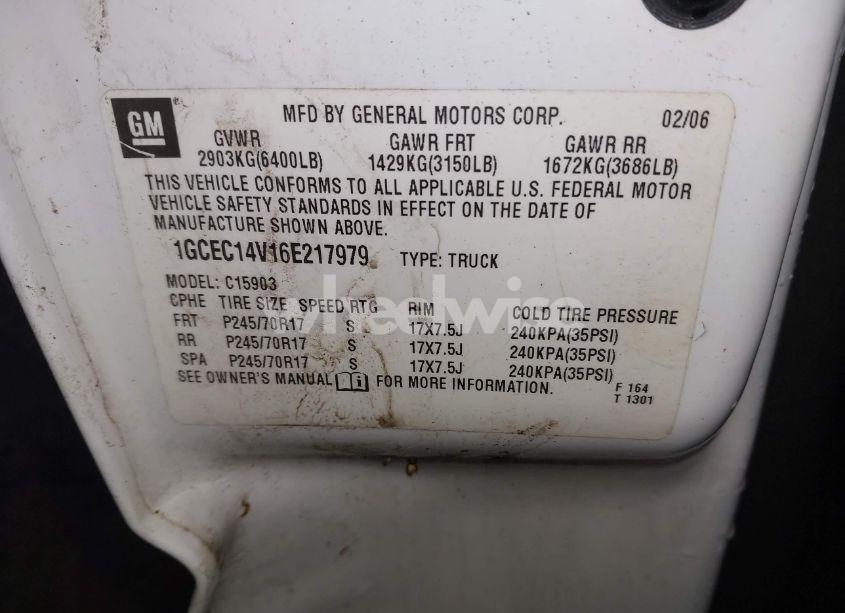 GM
MFD BY GENERAL MOTORS CORP. 02/06
GVWR GAWR FRT GAWR RR
2903KG(6400LB) 1429KG(3150LB) 1672KG(3686LB)
THIS VEHICLE CONFORMS TO ALL APPLICABLE U.S. FEDERAL MOTOR
VEHICLE SAFETY STANDARDS IN EFFECT ON THE DATE OF
MANUFACTURE SHOWN ABOVE.
1GCEC14V16E217979 TYPE: TRUCK
MODEL: C15903
CPHE TIRE SIZE SPEED RTG RIM COLD TIRE PRESSURE
FRT P245/70R17 S 17X7.5J 240KPA(35PSI)
RR P245/70R17 S 17X7.5J 240KPA(35PSI)
SPA P245/70R17 S 17X7.5J 240KPA(35PSI)
SEE OWNER'S MANUAL FOR MORE INFORMATION.
F 164
T 1301
wheelwise